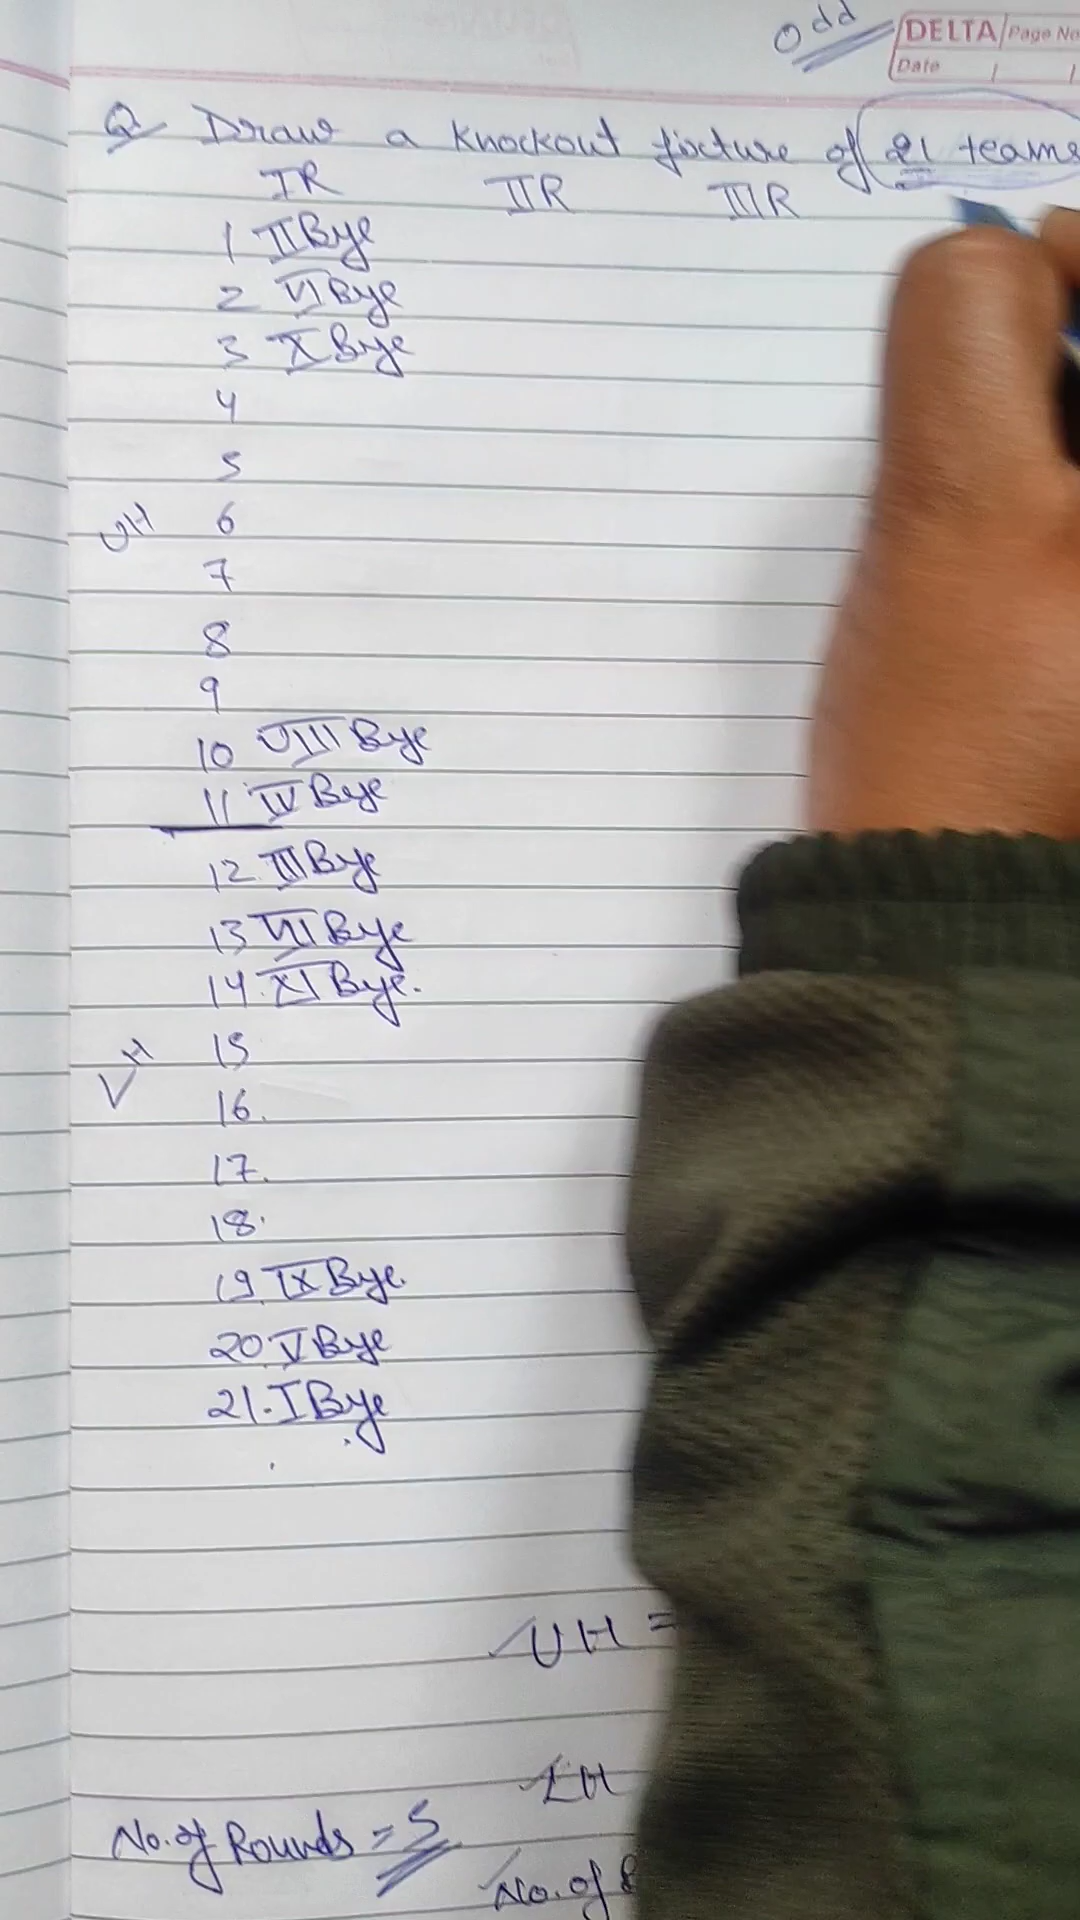 Odd
DELTA Page No
Date / /
Q Draw a Knockout fixture of 21 teams
IR IIR IIIR
1 II Bye
2 VI Bye
3 X Bye
4
5
UH 6
7
8
9
10 VIII Bye
11 IV Bye
12 III Bye
13 VII Bye
14. XI Bye.
15
16.
17.
18.
19. IX Bye.
20 V Bye
21. I Bye
UH =
LH
No. of Rounds = 5
No. of